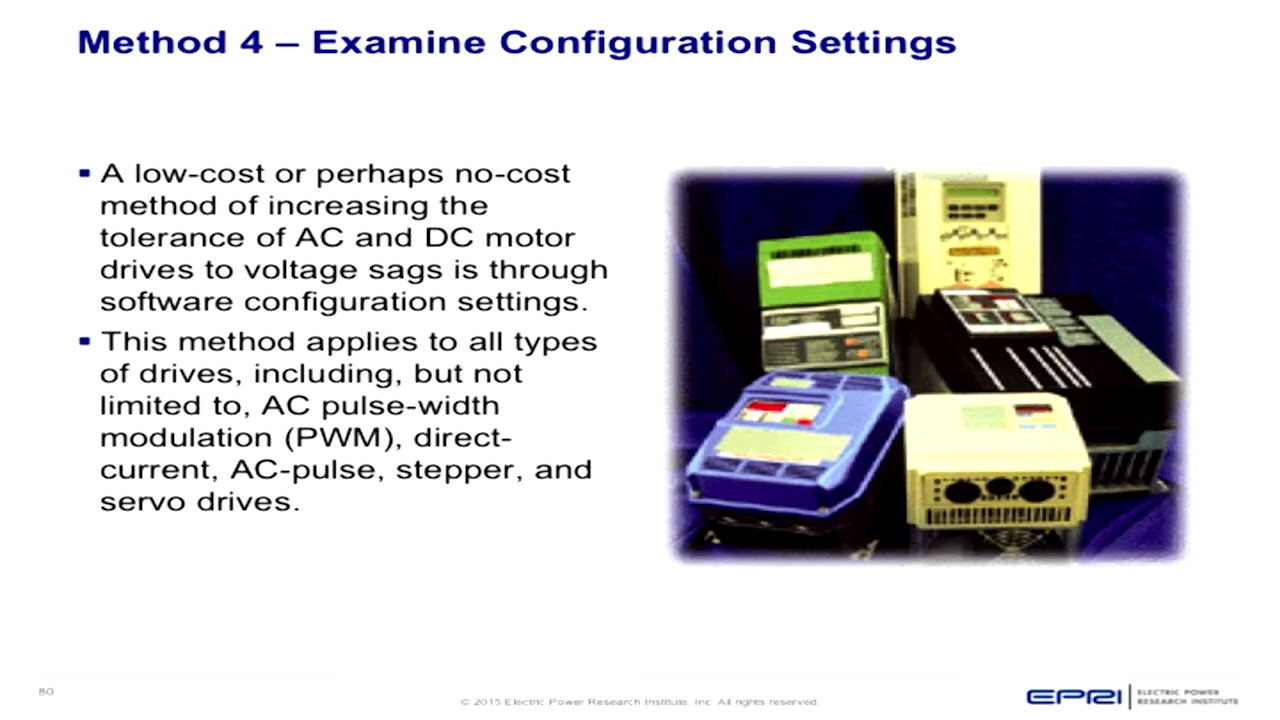 Method 4 – Examine Configuration Settings
▪ A low-cost or perhaps no-cost
method of increasing the
tolerance of AC and DC motor
drives to voltage sags is through
software configuration settings.
▪ This method applies to all types
of drives, including, but not
limited to, AC pulse-width
modulation (PWM), direct-
current, AC-pulse, stepper, and
servo drives.
80
© 2015 Electric Power Research Institute, Inc. All rights reserved.
EPRI
ELECTRIC POWER
RESEARCH INSTITUTE